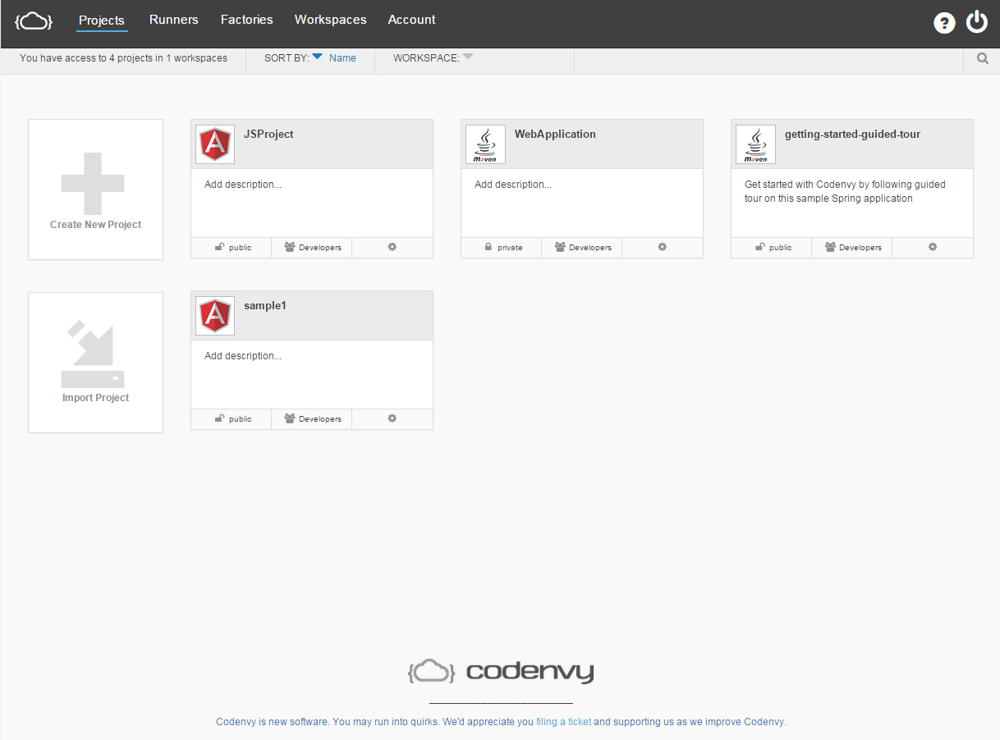 Projects Runners Factories Workspaces Account ?
You have access to 4 projects in 1 workspaces SORT BY: Name WORKSPACE:
Create New Project
A JSProject
Add description...
public Developers
maven WebApplication
Add description...
private Developers
maven getting-started-guided-tour
Get started with Codenvy by following guided
tour on this sample Spring application
public Developers
Import Project
A sample1
Add description...
public Developers
codenvy
Codenvy is new software. You may run into quirks. We'd appreciate you filing a ticket and supporting us as we improve Codenvy.